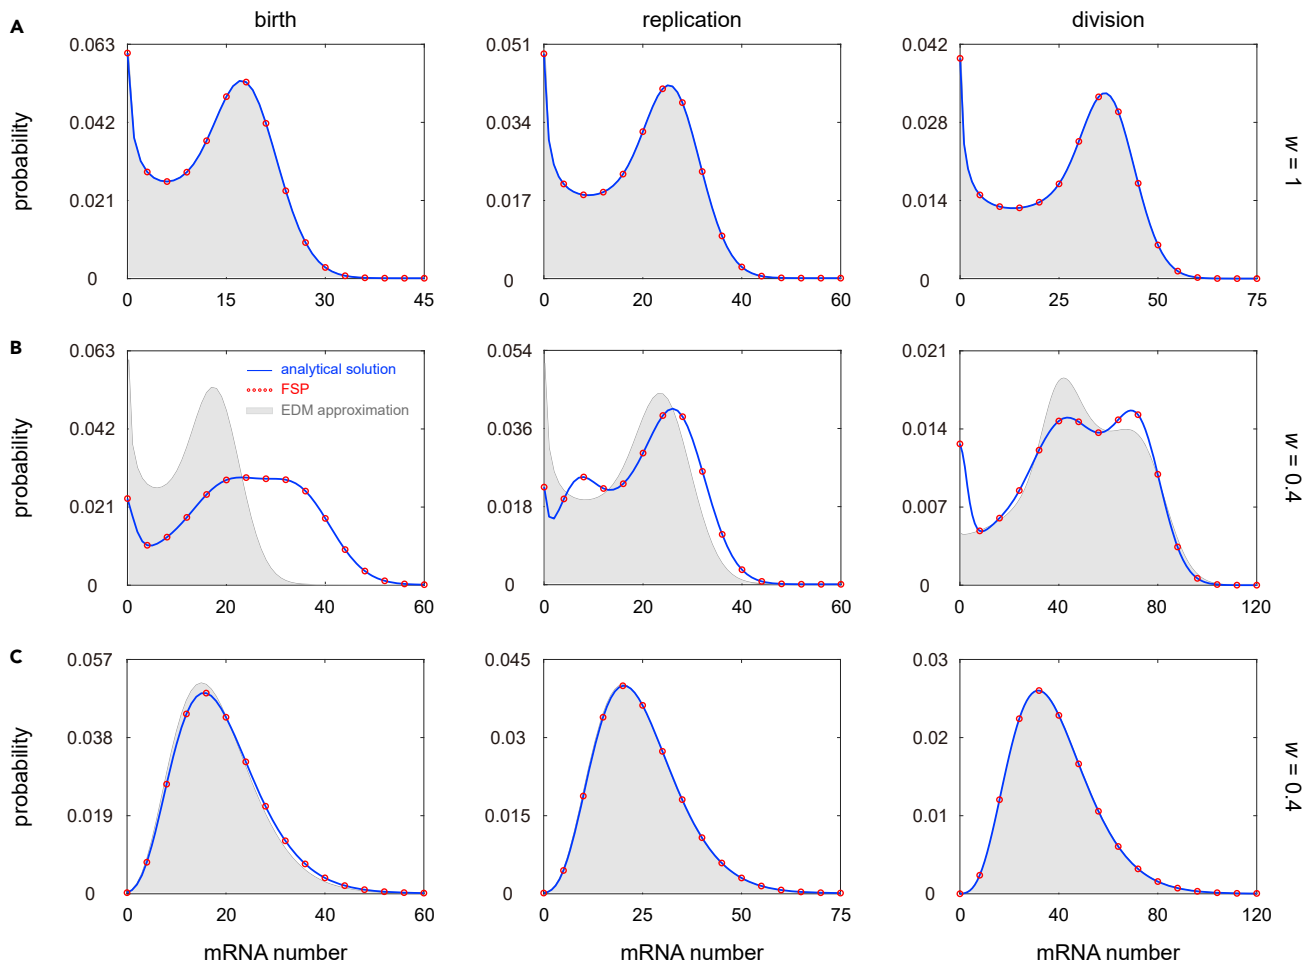 birth replication division
A
0.063 0.051 0.042
0.042 0.034 0.028
probability
w = 1
0.021 0.017 0.014
0 0 0
0 15 30 45 0 20 40 60 0 25 50 75
B
0.063 0.054 0.021
analytical solution
FSP
EDM approximation
0.042 0.036 0.014
probability
w = 0.4
0.021 0.018 0.007
0 0 0
0 20 40 60 0 20 40 60 0 40 80 120
C
0.057 0.045 0.03
0.038 0.03 0.02
probability
w = 0.4
0.019 0.015 0.01
0 0 0
0 20 40 60 0 25 50 75 0 40 80 120
mRNA number mRNA number mRNA number